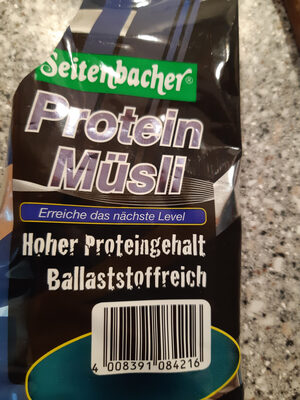 Seitenbacher®
Protein
Müsli
Erreiche das nächste Level
Hoher Proteingehalt
Ballaststoffreich
4 008391 084216